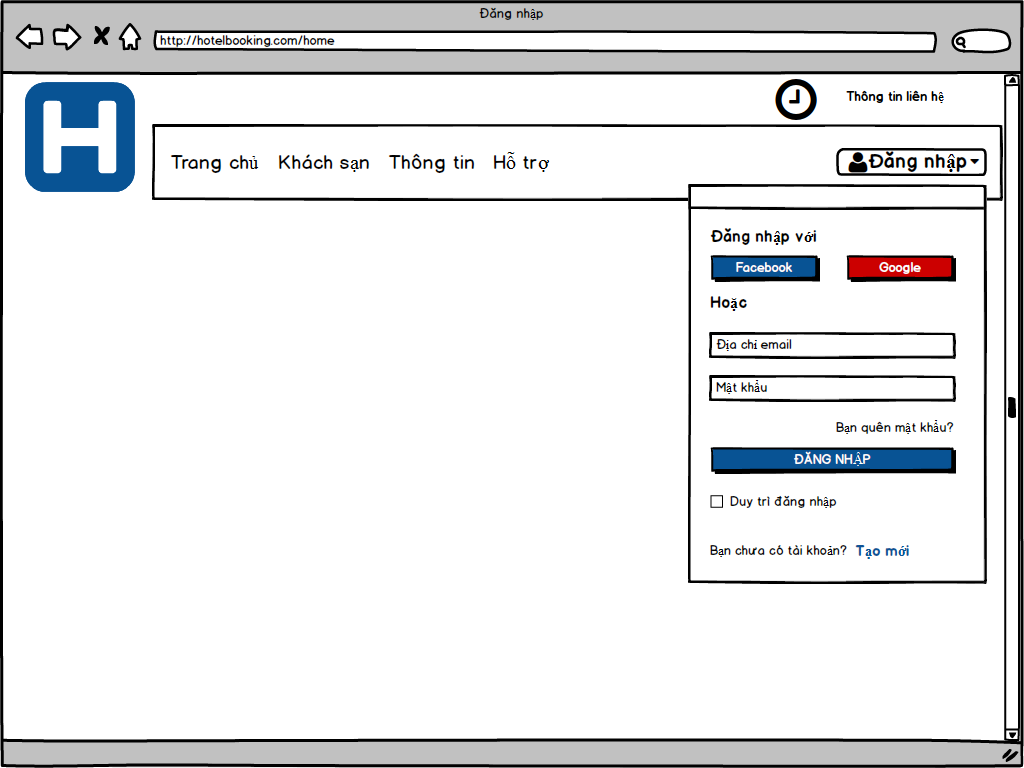 Đăng nhập
http://hotelbooking.com/home
H
Thông tin liên hệ
Trang chủ Khách sạn Thông tin Hỗ trợ Đăng nhập
Đăng nhập với
Facebook Google
Hoặc
Địa chỉ email
Mật khẩu
Bạn quên mật khẩu?
ĐĂNG NHẬP
Duy trì đăng nhập
Bạn chưa có tài khoản? Tạo mới